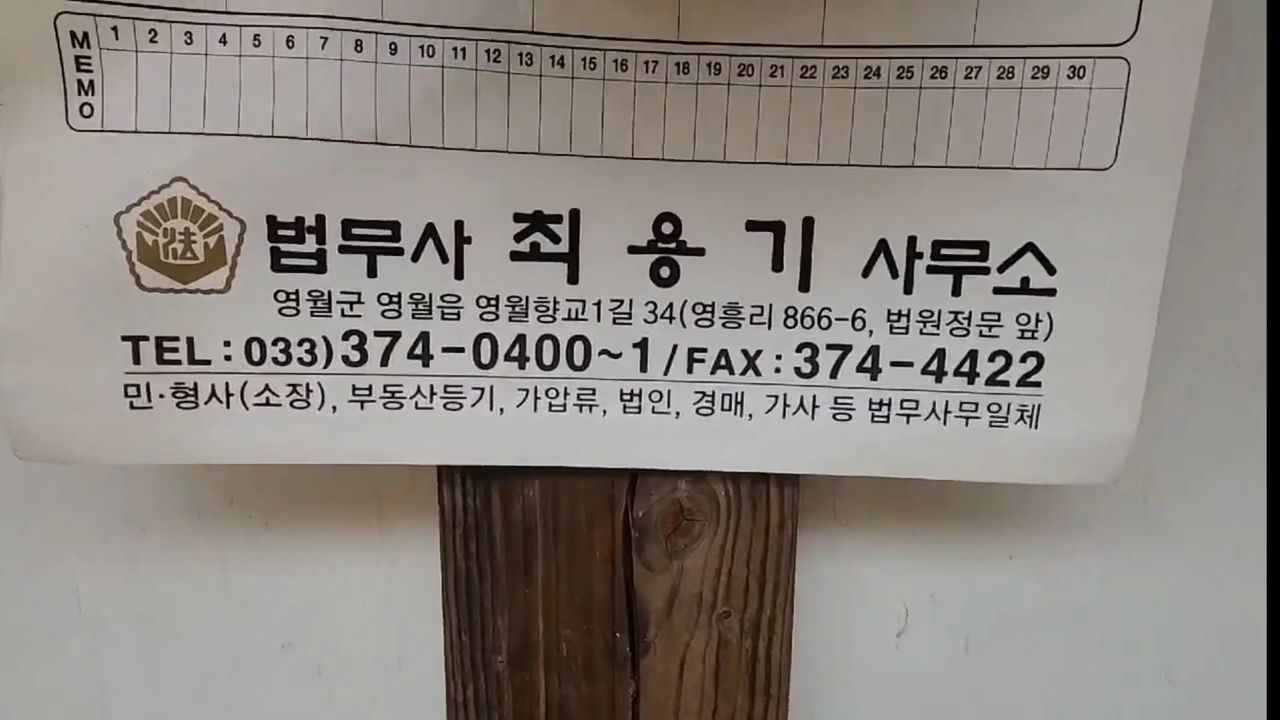 MEMO 1 2 3 4 5 6 7 8 9 10 11 12 13 14 15 16 17 18 19 20 21 22 23 24 25 26 27 28 29 30
法
법무사 최용기 사무소
영월군 영월읍 영월향교1길 34(영흥리 866-6, 법원정문 앞)
TEL : 033)374-0400~1 / FAX : 374-4422
민·형사(소장), 부동산등기, 가압류, 법인, 경매, 가사 등 법무사무일체